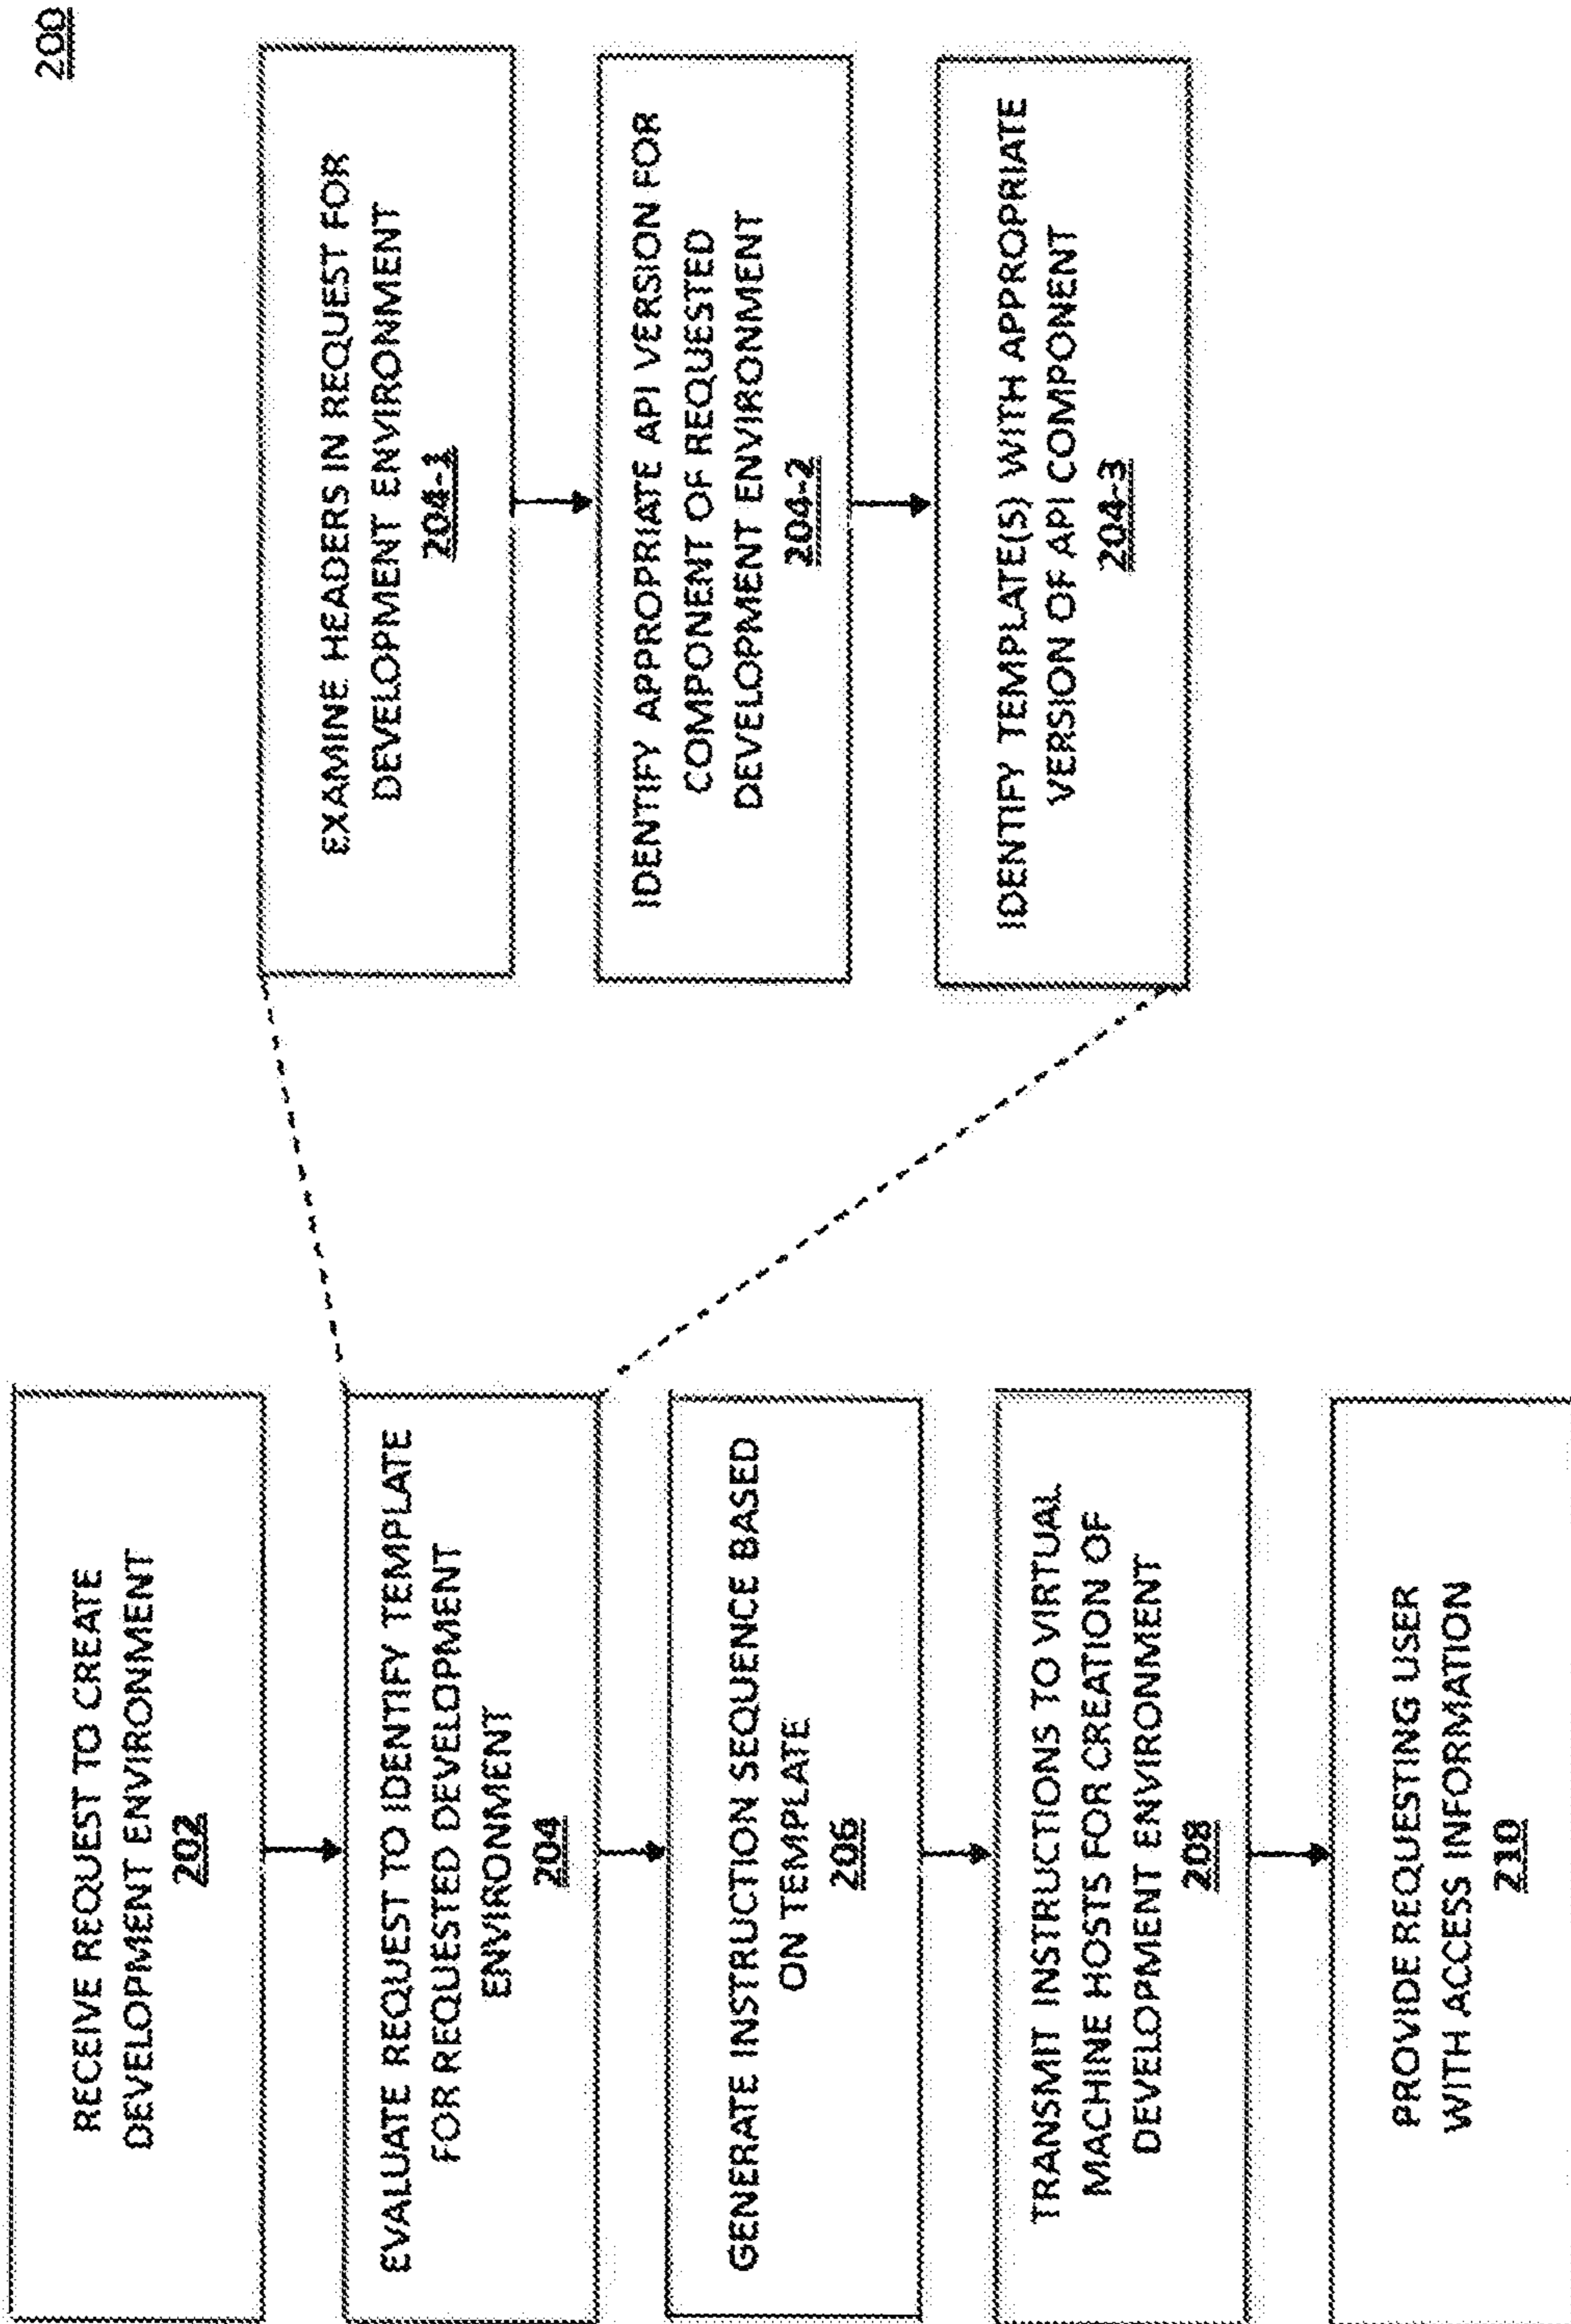 200
RECEIVE REQUEST TO CREATE
DEVELOPMENT ENVIRONMENT
202
EVALUATE REQUEST TO IDENTIFY TEMPLATE
FOR REQUESTED DEVELOPMENT
ENVIRONMENT
204
GENERATE INSTRUCTION SEQUENCE BASED
ON TEMPLATE
206
TRANSMIT INSTRUCTIONS TO VIRTUAL
MACHINE HOSTS FOR CREATION OF
DEVELOPMENT ENVIRONMENT
208
PROVIDE REQUESTING USER
WITH ACCESS INFORMATION
210
EXAMINE HEADERS IN REQUEST FOR
DEVELOPMENT ENVIRONMENT
204-1
IDENTIFY APPROPRIATE API VERSION FOR
COMPONENT OF REQUESTED
DEVELOPMENT ENVIRONMENT
204-2
IDENTIFY TEMPLATE(S) WITH APPROPRIATE
VERSION OF API COMPONENT
204-3